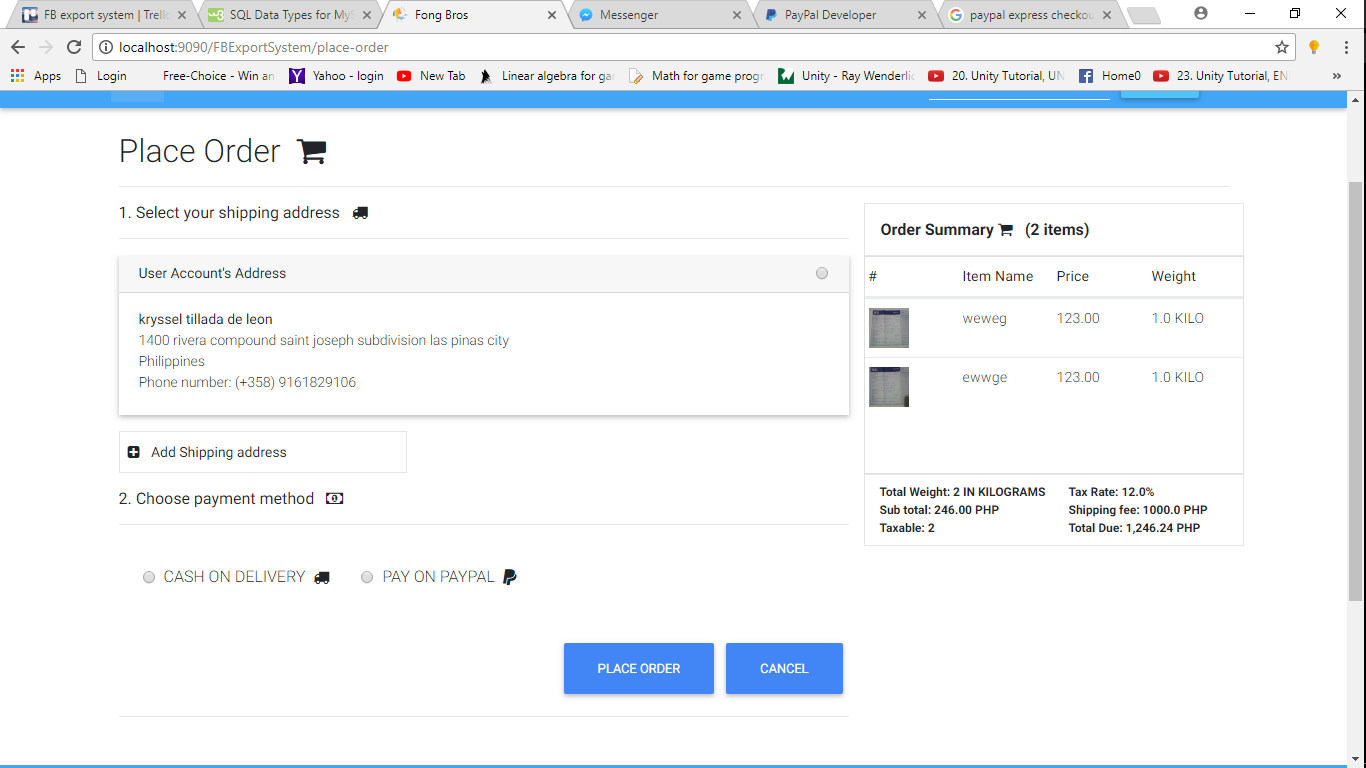 FB export system | Trell
SQL Data Types for MyS
Fong Bros
Messenger
PayPal Developer
paypal express checkou
localhost:9090/FBExportSystem/place-order
Apps
Login
Free-Choice - Win an
Yahoo - login
New Tab
Linear algebra for gam
Math for game progr
Unity - Ray Wenderlic
20. Unity Tutorial, UN
Home0
23. Unity Tutorial, EN
»
Place Order
1. Select your shipping address
User Account's Address
kryssel tillada de leon
1400 rivera compound saint joseph subdivision las pinas city
Philippines
Phone number: (+358) 9161829106
Add Shipping address
2. Choose payment method
CASH ON DELIVERY
PAY ON PAYPAL
PLACE ORDER
CANCEL
Order Summary (2 items)
# Item Name Price Weight
weweg 123.00 1.0 KILO
ewwge 123.00 1.0 KILO
Total Weight: 2 IN KILOGRAMS Tax Rate: 12.0%
Sub total: 246.00 PHP Shipping fee: 1000.0 PHP
Taxable: 2 Total Due: 1,246.24 PHP